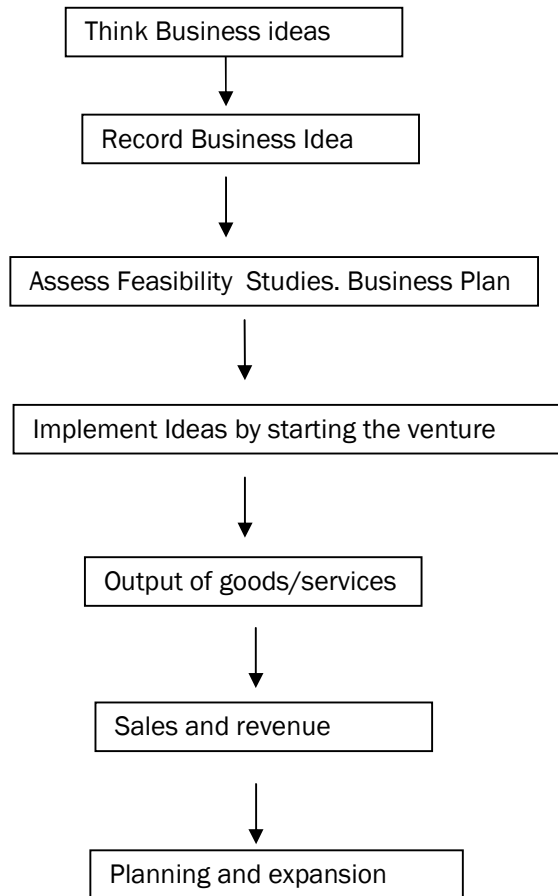 Think Business ideas
Record Business Idea
Assess Feasibility Studies. Business Plan
Implement Ideas by starting the venture
Output of goods/services
Sales and revenue
Planning and expansion